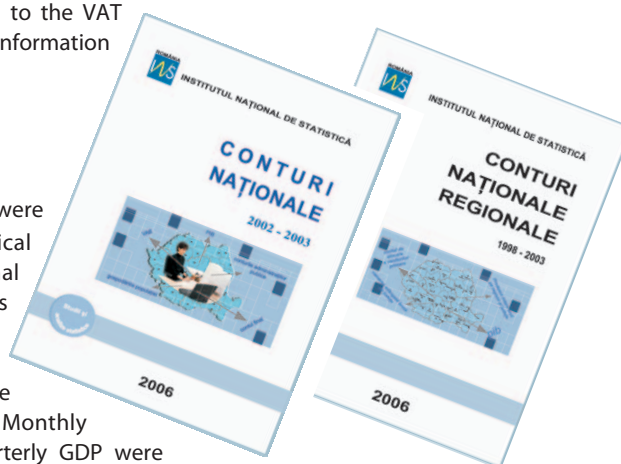 to the VAT
nformation
were
ical
al
s
e
Monthly
rterly GDP were
ROMÂNIA
INS
INSTITUTUL NAȚIONAL DE STATISTICĂ
CONTURI
NAȚIONALE
2002 - 2003
2006
ROMÂNIA
INS
INSTITUTUL NAȚIONAL DE STATISTICĂ
CONTURI
NAȚIONALE
REGIONALE
1998 - 2003
2006